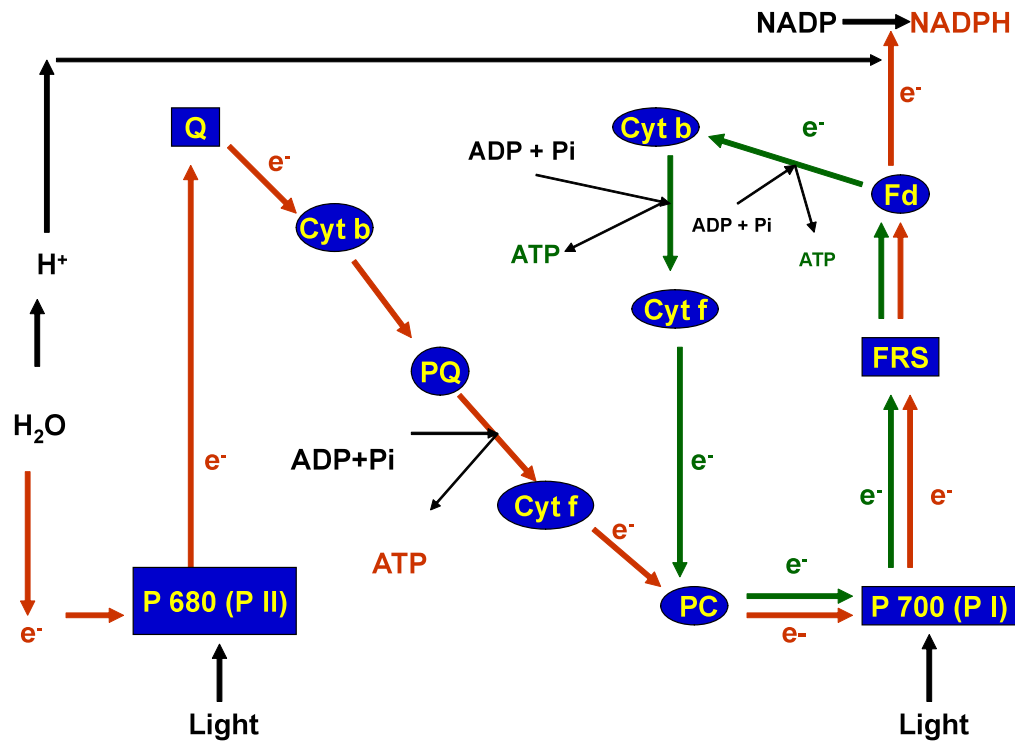 NADP
NADPH
e-
Q
e-
Cyt b
e-
ADP + Pi
Fd
Cyt b
ADP + Pi
ATP
ATP
H+
Cyt f
FRS
PQ
H2O
ADP+Pi
e-
e-
e-
e-
Cyt f
e-
ATP
e-
P 680 (P II)
PC
P 700 (P I)
e-
e-
Light
Light